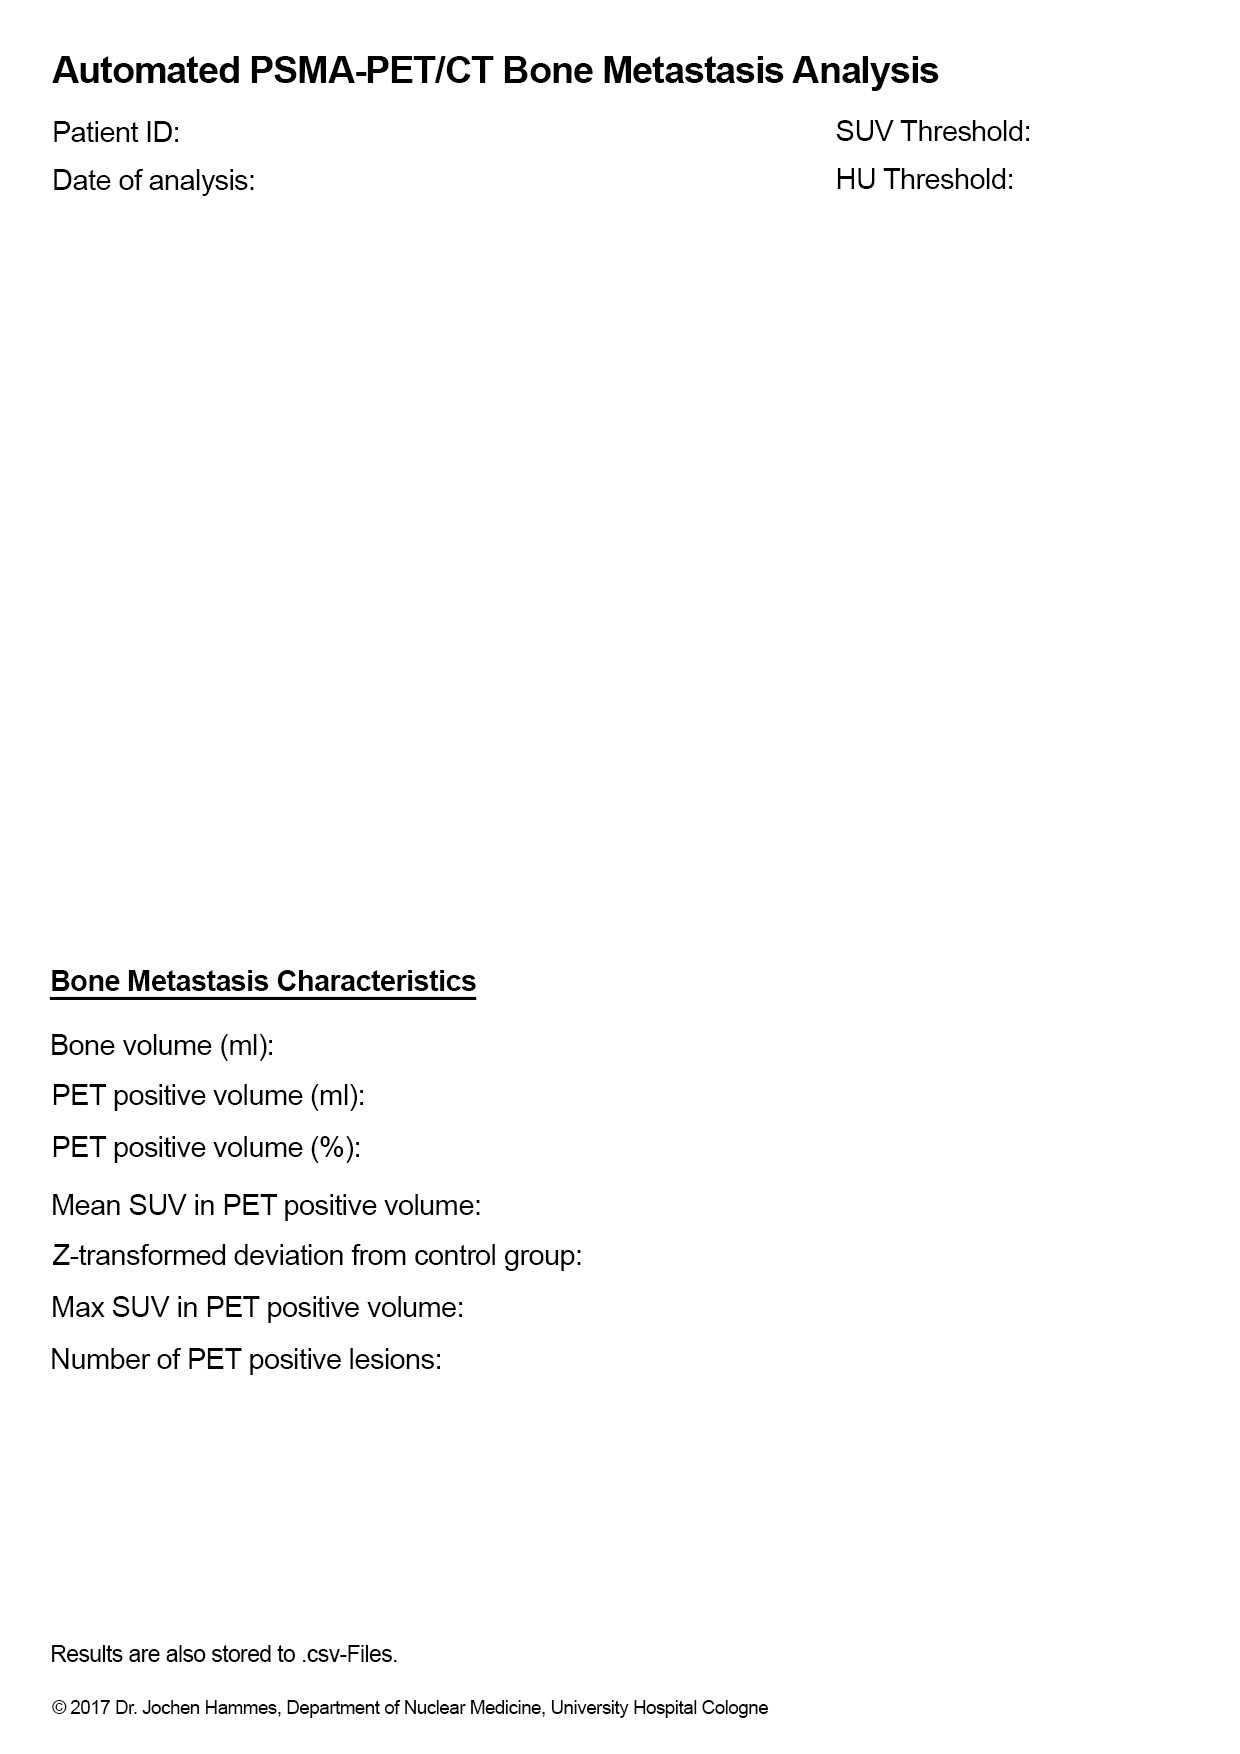 Automated PSMA-PET/CT Bone Metastasis Analysis
Patient ID:
SUV Threshold:
Date of analysis:
HU Threshold:
Bone Metastasis Characteristics
Bone volume (ml):
PET positive volume (ml):
PET positive volume (%):
Mean SUV in PET positive volume:
Z-transformed deviation from control group:
Max SUV in PET positive volume:
Number of PET positive lesions:
Results are also stored to .csv-Files.
© 2017 Dr. Jochen Hammes, Department of Nuclear Medicine, University Hospital Cologne